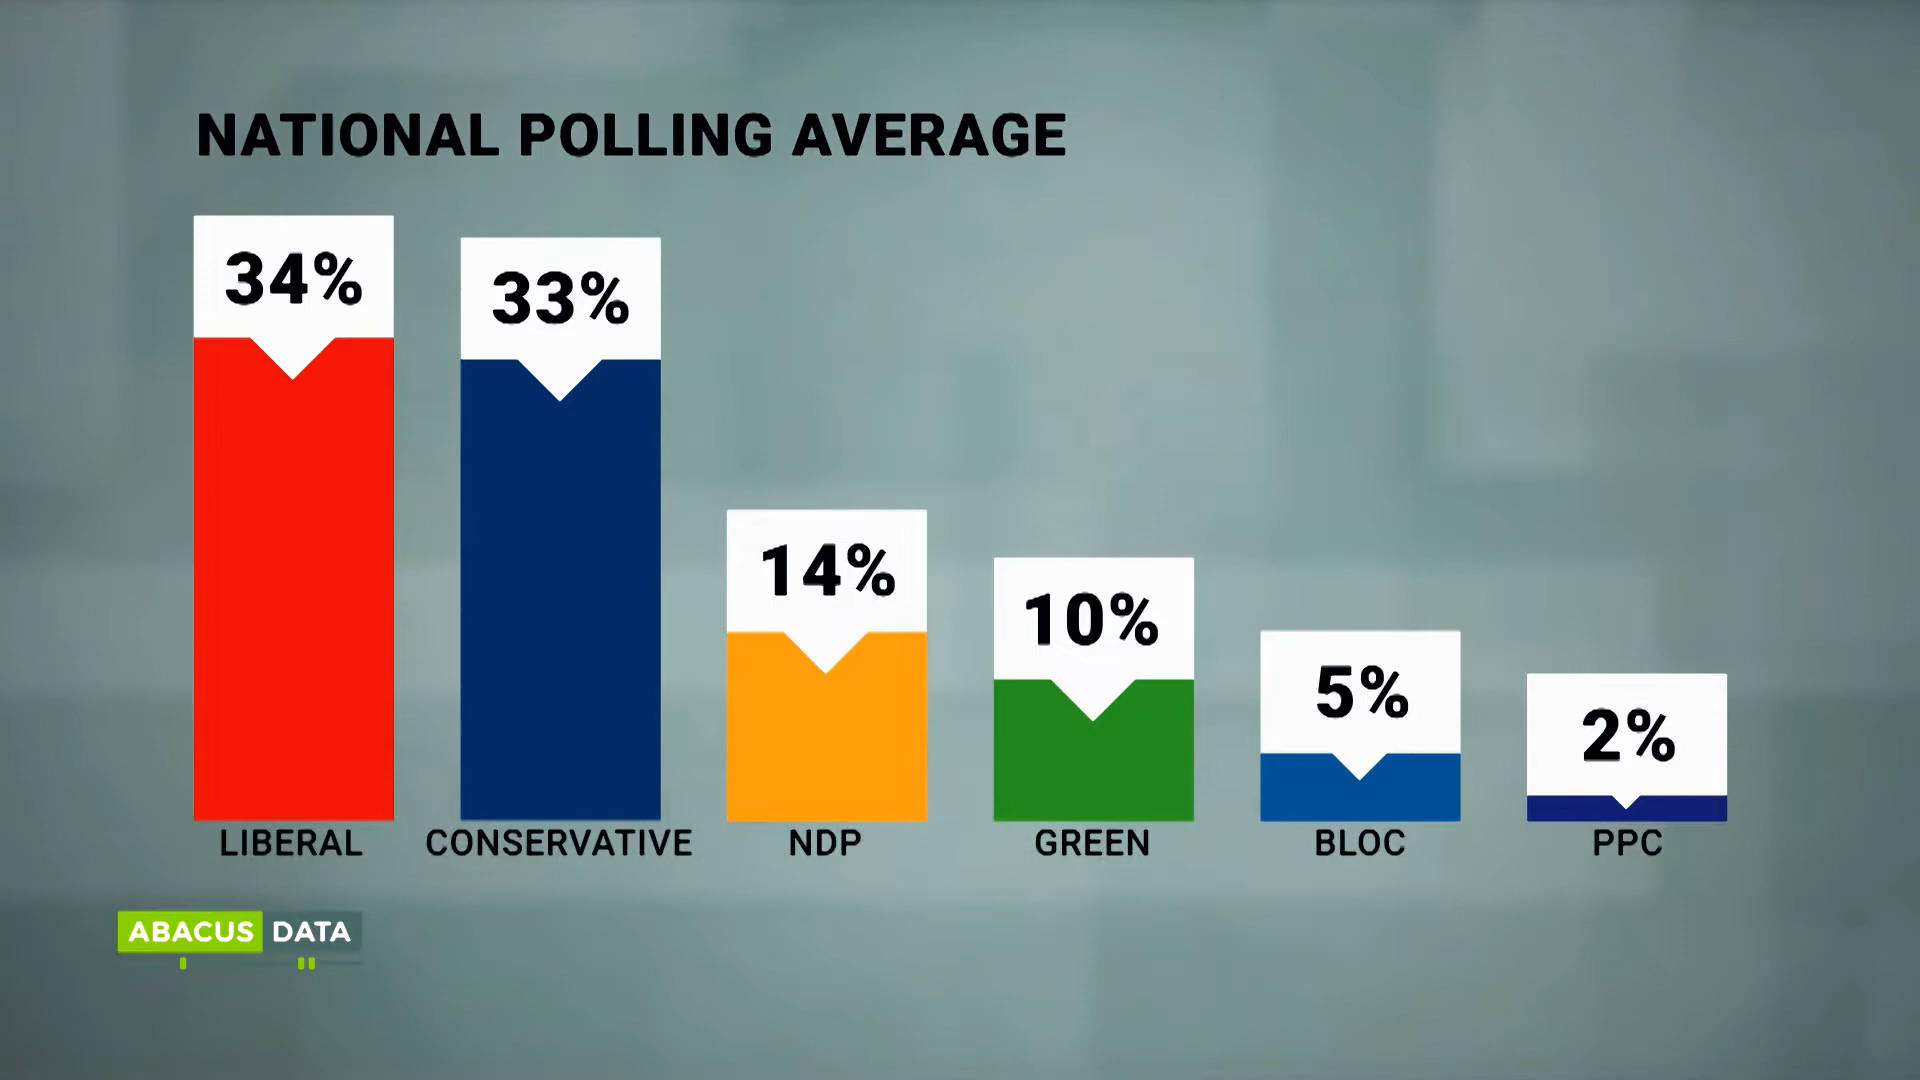 NATIONAL POLLING AVERAGE
34%
33%
14%
10%
5%
2%
LIBERAL
CONSERVATIVE
NDP
GREEN
BLOC
PPC
ABACUS DATA